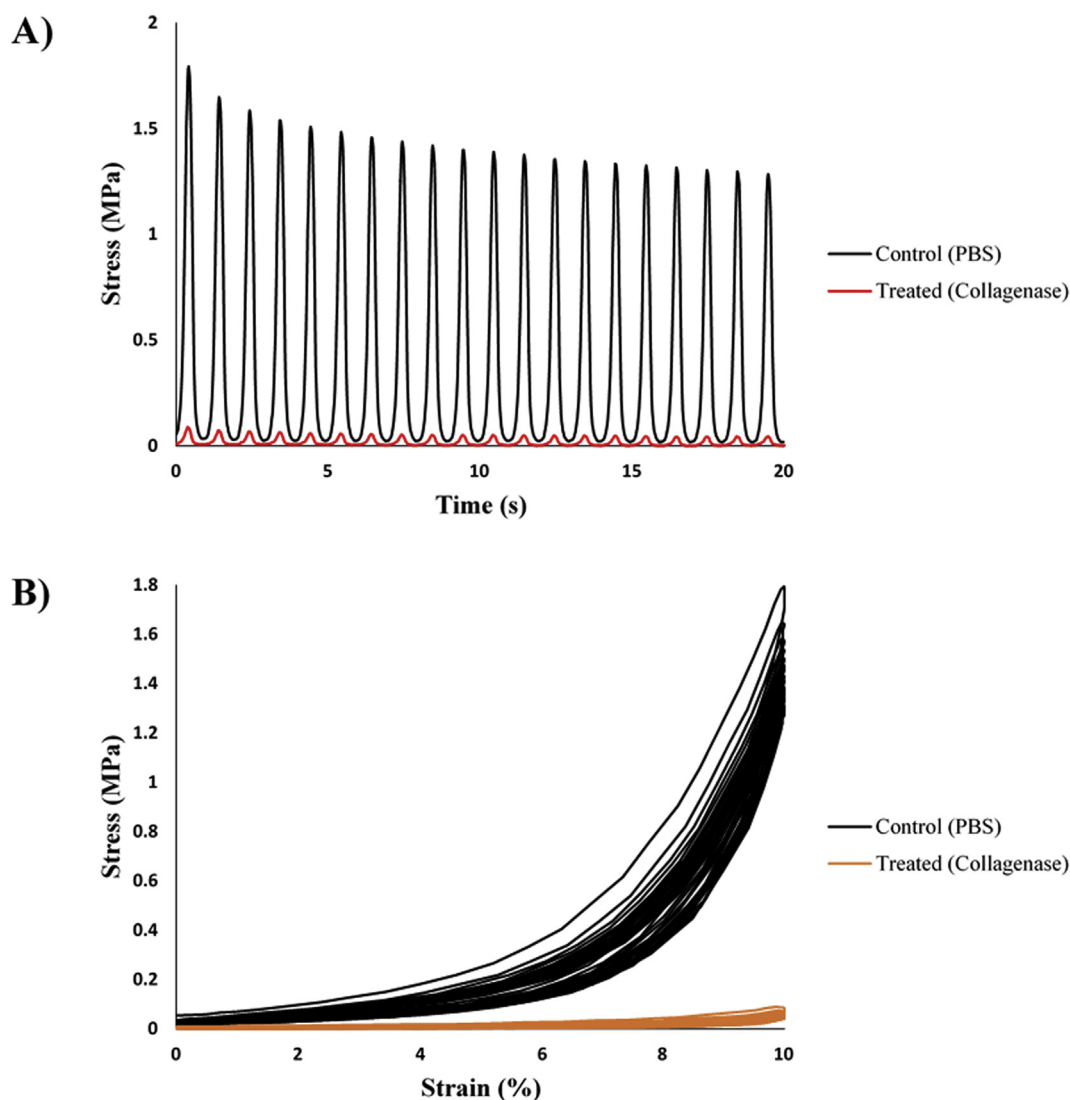 A)
2
1.5
1
0.5
0
Stress (MPa)
0 5 10 15 20
Time (s)
Control (PBS)
Treated (Collagenase)
B)
1.8
1.6
1.4
1.2
1
0.8
0.6
0.4
0.2
0
Stress (MPa)
0 2 4 6 8 10
Strain (%)
Control (PBS)
Treated (Collagenase)